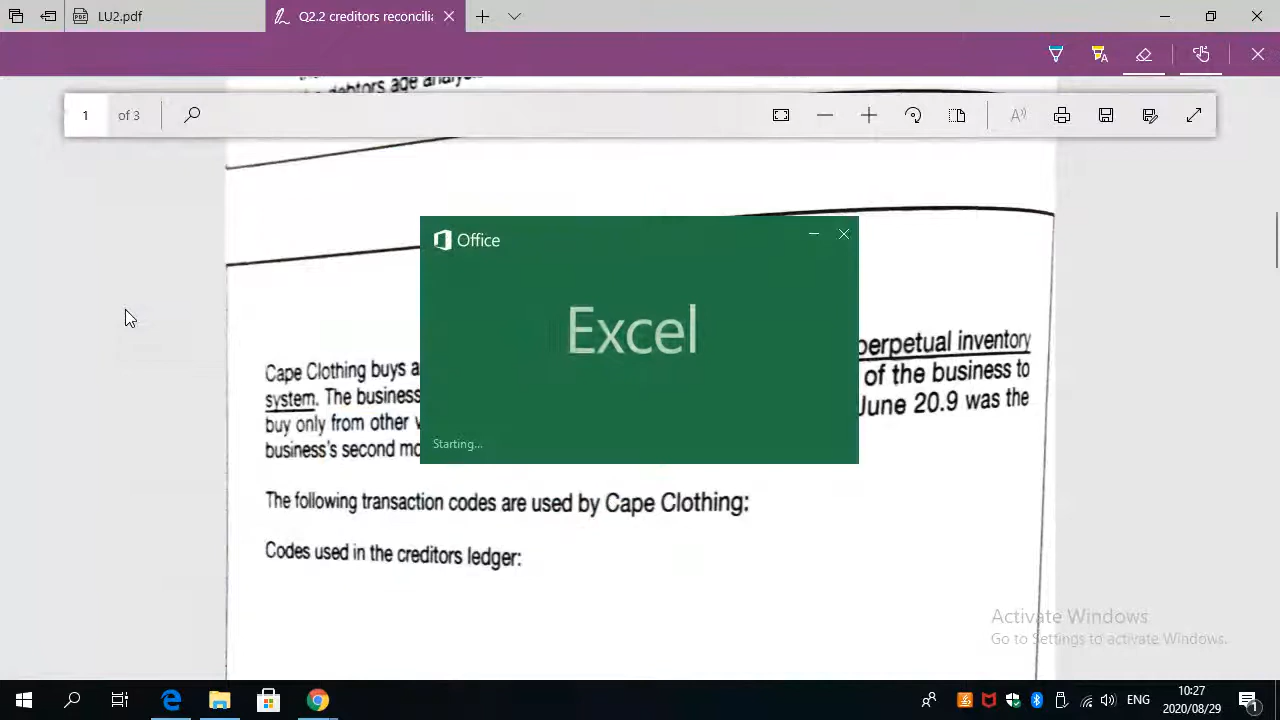 LU2.pdf
Q2.2 creditors reconcilia
1 of 3
debtors age analy
Office
Excel
Starting...
Cape Clothing buys a
perpetual inventory
system. The business
of the business to
buy only from other
June 20.9 was the
business's second mo
The following transaction codes are used by Cape Clothing:
Codes used in the creditors ledger:
Activate Windows
Go to Settings to activate Windows.
ENG
10:27
2020/08/29
1